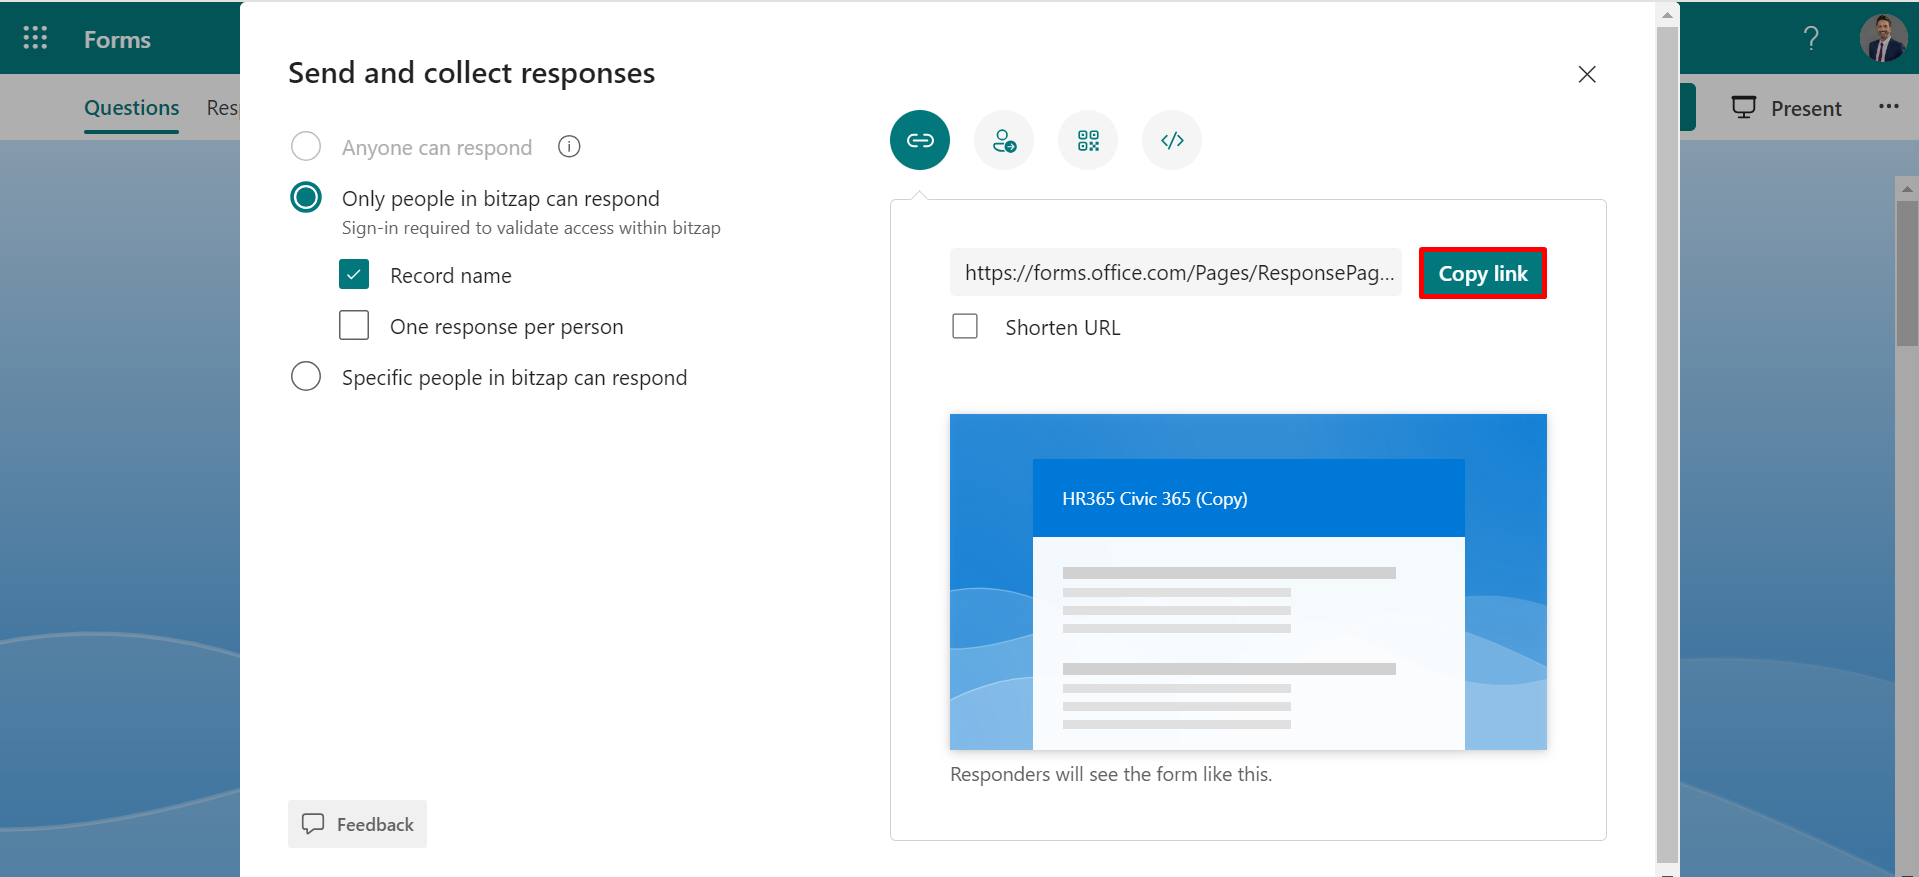 Forms
Questions
Res
Present
Send and collect responses
Anyone can respond
Only people in bitzap can respond
Sign-in required to validate access within bitzap
Record name
One response per person
Specific people in bitzap can respond
https://forms.office.com/Pages/ResponsePag...
Copy link
Shorten URL
HR365 Civic 365 (Copy)
Responders will see the form like this.
Feedback